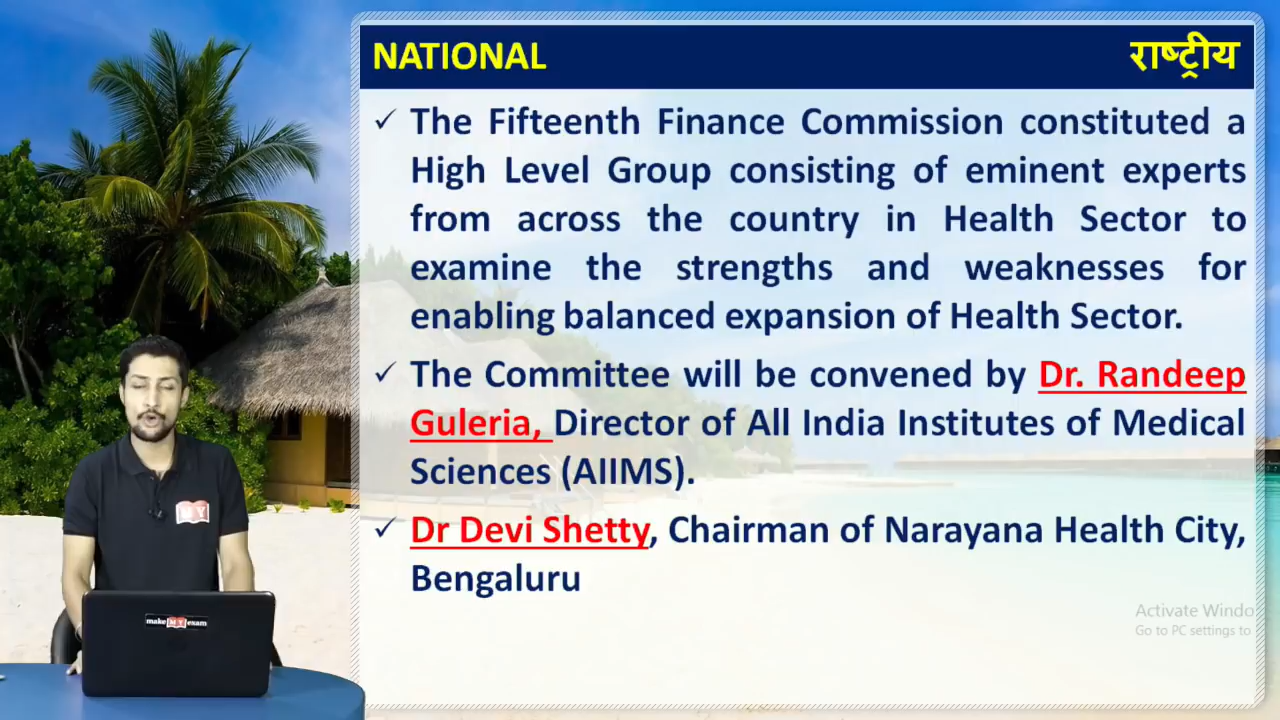 NATIONAL राष्ट्रीय
✓ The Fifteenth Finance Commission constituted a
High Level Group consisting of eminent experts
from across the country in Health Sector to
examine the strengths and weaknesses for
enabling balanced expansion of Health Sector.
✓ The Committee will be convened by Dr. Randeep
Guleria, Director of All India Institutes of Medical
Sciences (AIIMS).
✓ Dr Devi Shetty, Chairman of Narayana Health City,
Bengaluru
MY
make MY exam
Activate Windo
Go to PC settings to